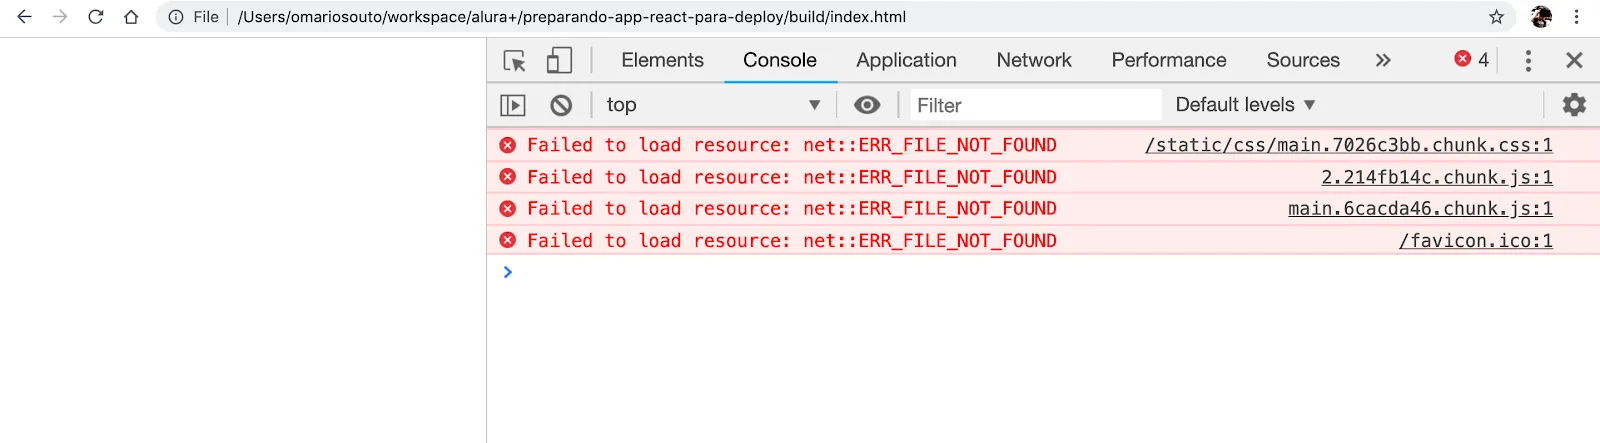 File /Users/omariosouto/workspace/alura+/preparando-app-react-para-deploy/build/index.html
Elements Console Application Network Performance Sources » 4
top Filter Default levels
Failed to load resource: net::ERR_FILE_NOT_FOUND /static/css/main.7026c3bb.chunk.css:1
Failed to load resource: net::ERR_FILE_NOT_FOUND 2.214fb14c.chunk.js:1
Failed to load resource: net::ERR_FILE_NOT_FOUND main.6cacda46.chunk.js:1
Failed to load resource: net::ERR_FILE_NOT_FOUND /favicon.ico:1